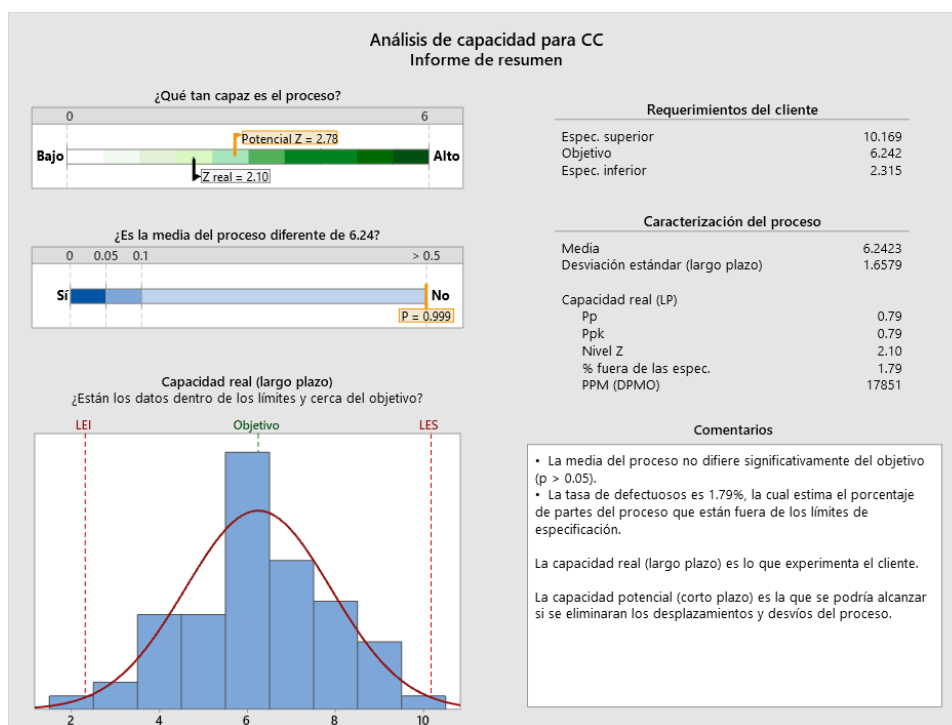 Análisis de capacidad para CC
Informe de resumen
¿Qué tan capaz es el proceso?
0 6
Bajo
Potencial Z = 2.78
Alto
Z real = 2.10
¿Es la media del proceso diferente de 6.24?
0 0.05 0.1 > 0.5
Sí
No
P = 0.999
Capacidad real (largo plazo)
¿Están los datos dentro de los límites y cerca del objetivo?
LEI Objetivo LES
2 4 6 8 10
Requerimientos del cliente
Espec. superior 10.169
Objetivo 6.242
Espec. inferior 2.315
Caracterización del proceso
Media 6.2423
Desviación estándar (largo plazo) 1.6579
Capacidad real (LP)
Pp 0.79
Ppk 0.79
Nivel Z 2.10
% fuera de las espec. 1.79
PPM (DPMO) 17851
Comentarios
• La media del proceso no difiere significativamente del objetivo
(p > 0.05).
• La tasa de defectuosos es 1.79%, la cual estima el porcentaje
de partes del proceso que están fuera de los límites de
especificación.
La capacidad real (largo plazo) es lo que experimenta el cliente.
La capacidad potencial (corto plazo) es la que se podría alcanzar
si se eliminaran los desplazamientos y desvíos del proceso.